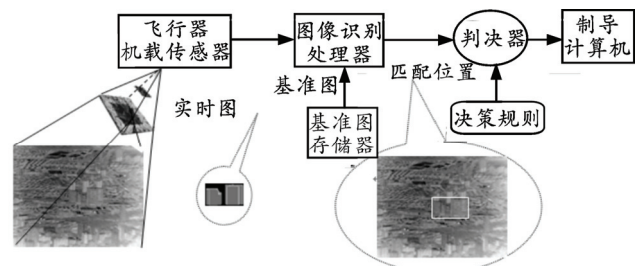 飞行器
机载传感器
图像识别
处理器
判决器
制导
计算机
实时图
基准图
匹配位置
基准图
存储器
决策规则